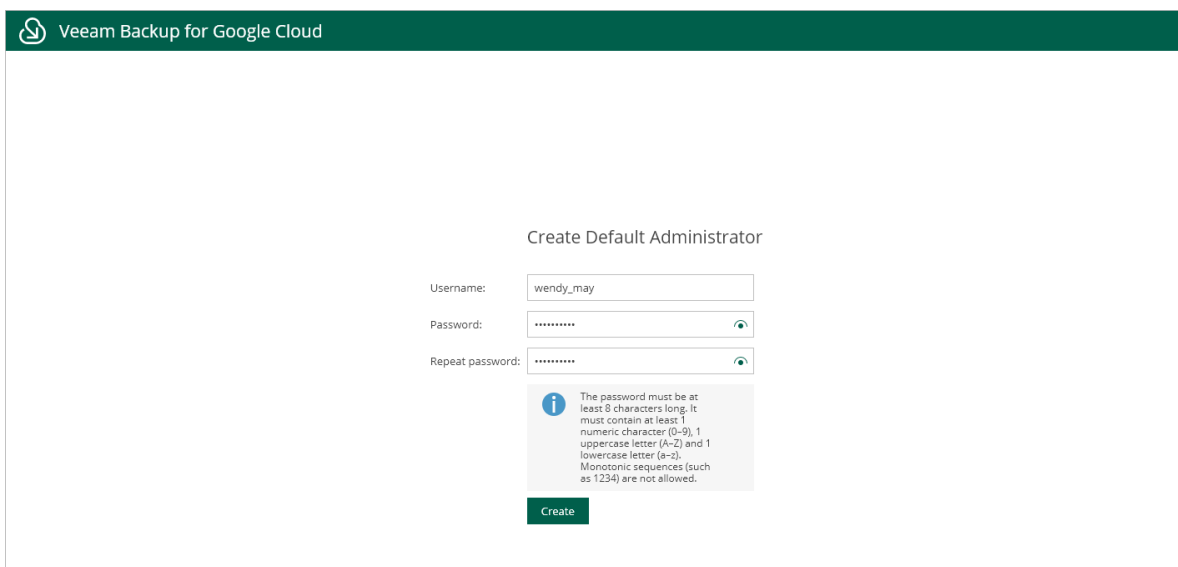 Veeam Backup for Google Cloud
Create Default Administrator
Username: wendy_may
Password: ••••••••••
Repeat password: ••••••••••
The password must be at
least 8 characters long. It
must contain at least 1
numeric character (0–9), 1
uppercase letter (A–Z) and 1
lowercase letter (a–z).
Monotonic sequences (such
as 1234) are not allowed.
Create